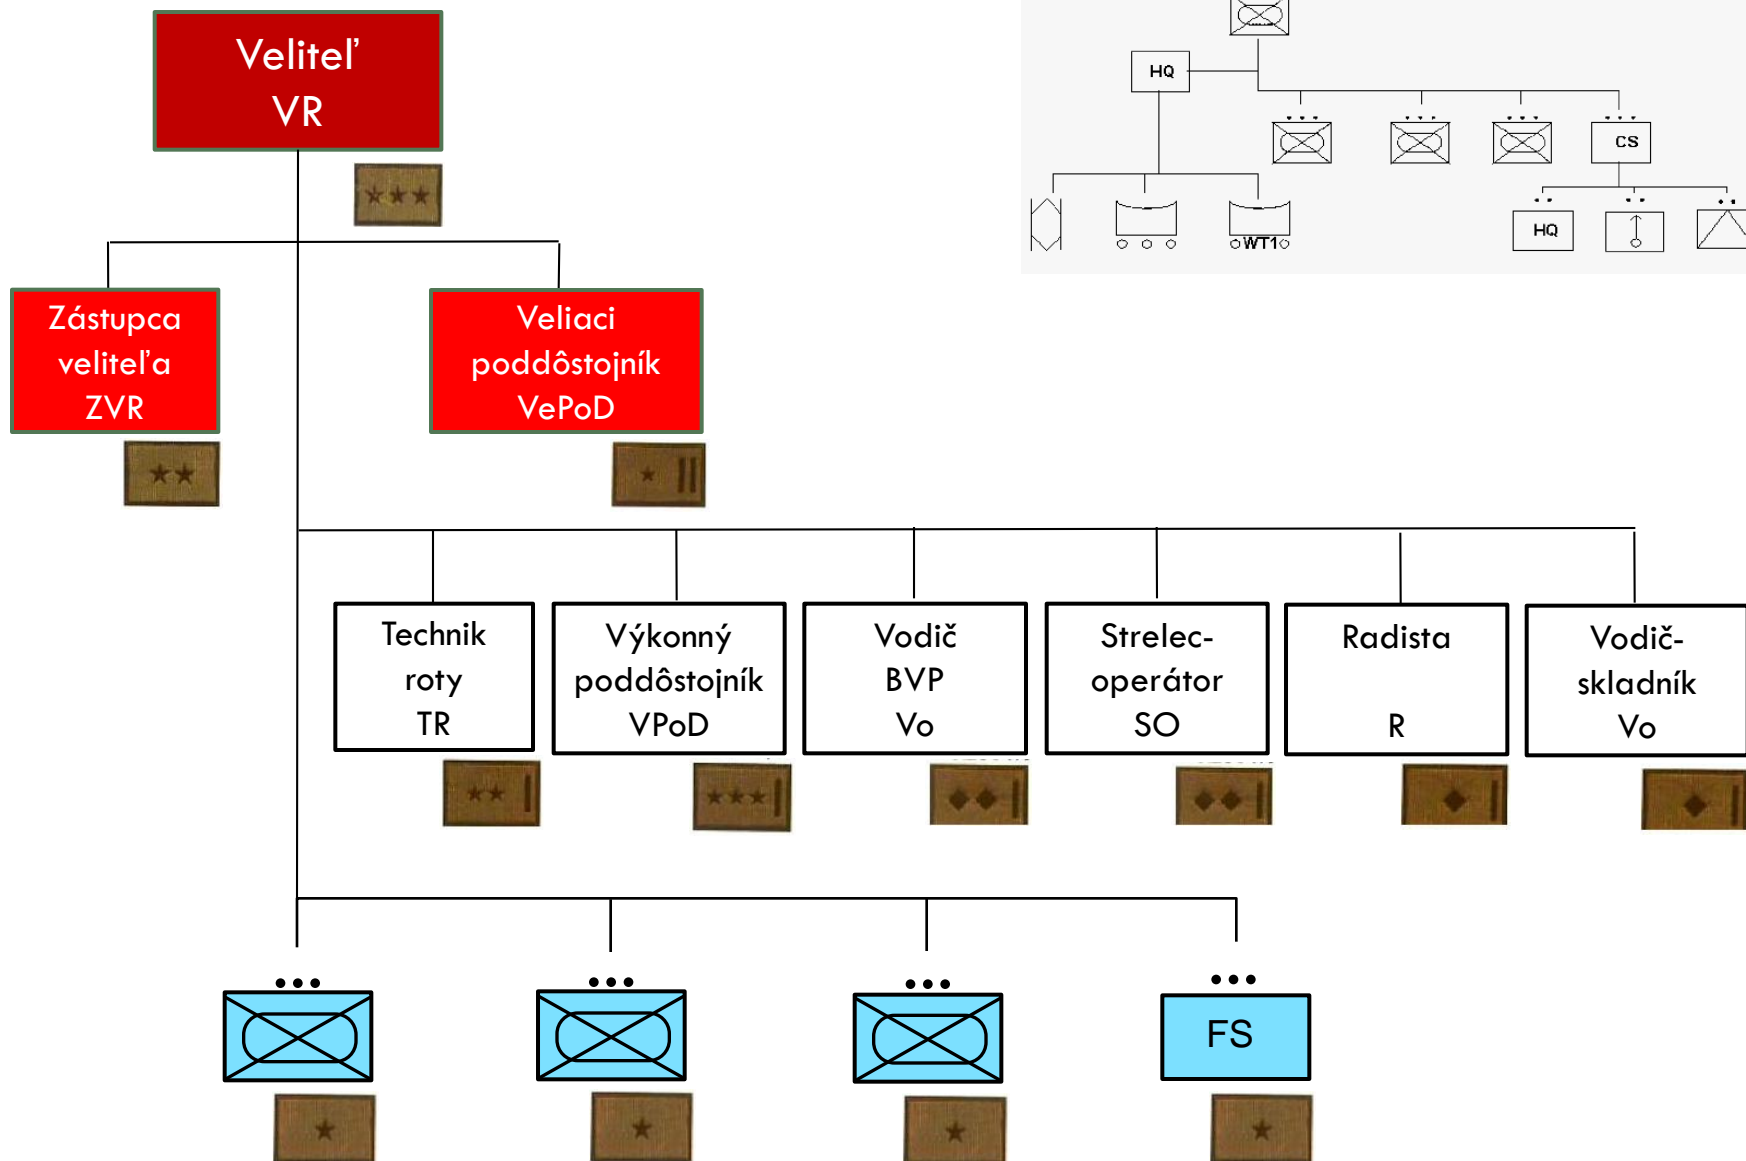 Veliteľ
VR
HQ
CS
HQ
WT1
Zástupca
veliteľa
ZVR
Veliaci
poddôstojník
VePoD
Technik
roty
TR
Výkonný
poddôstojník
VPoD
Vodič
BVP
Vo
Strelec-
operátor
SO
Radista
R
Vodič-
skladník
Vo
FS